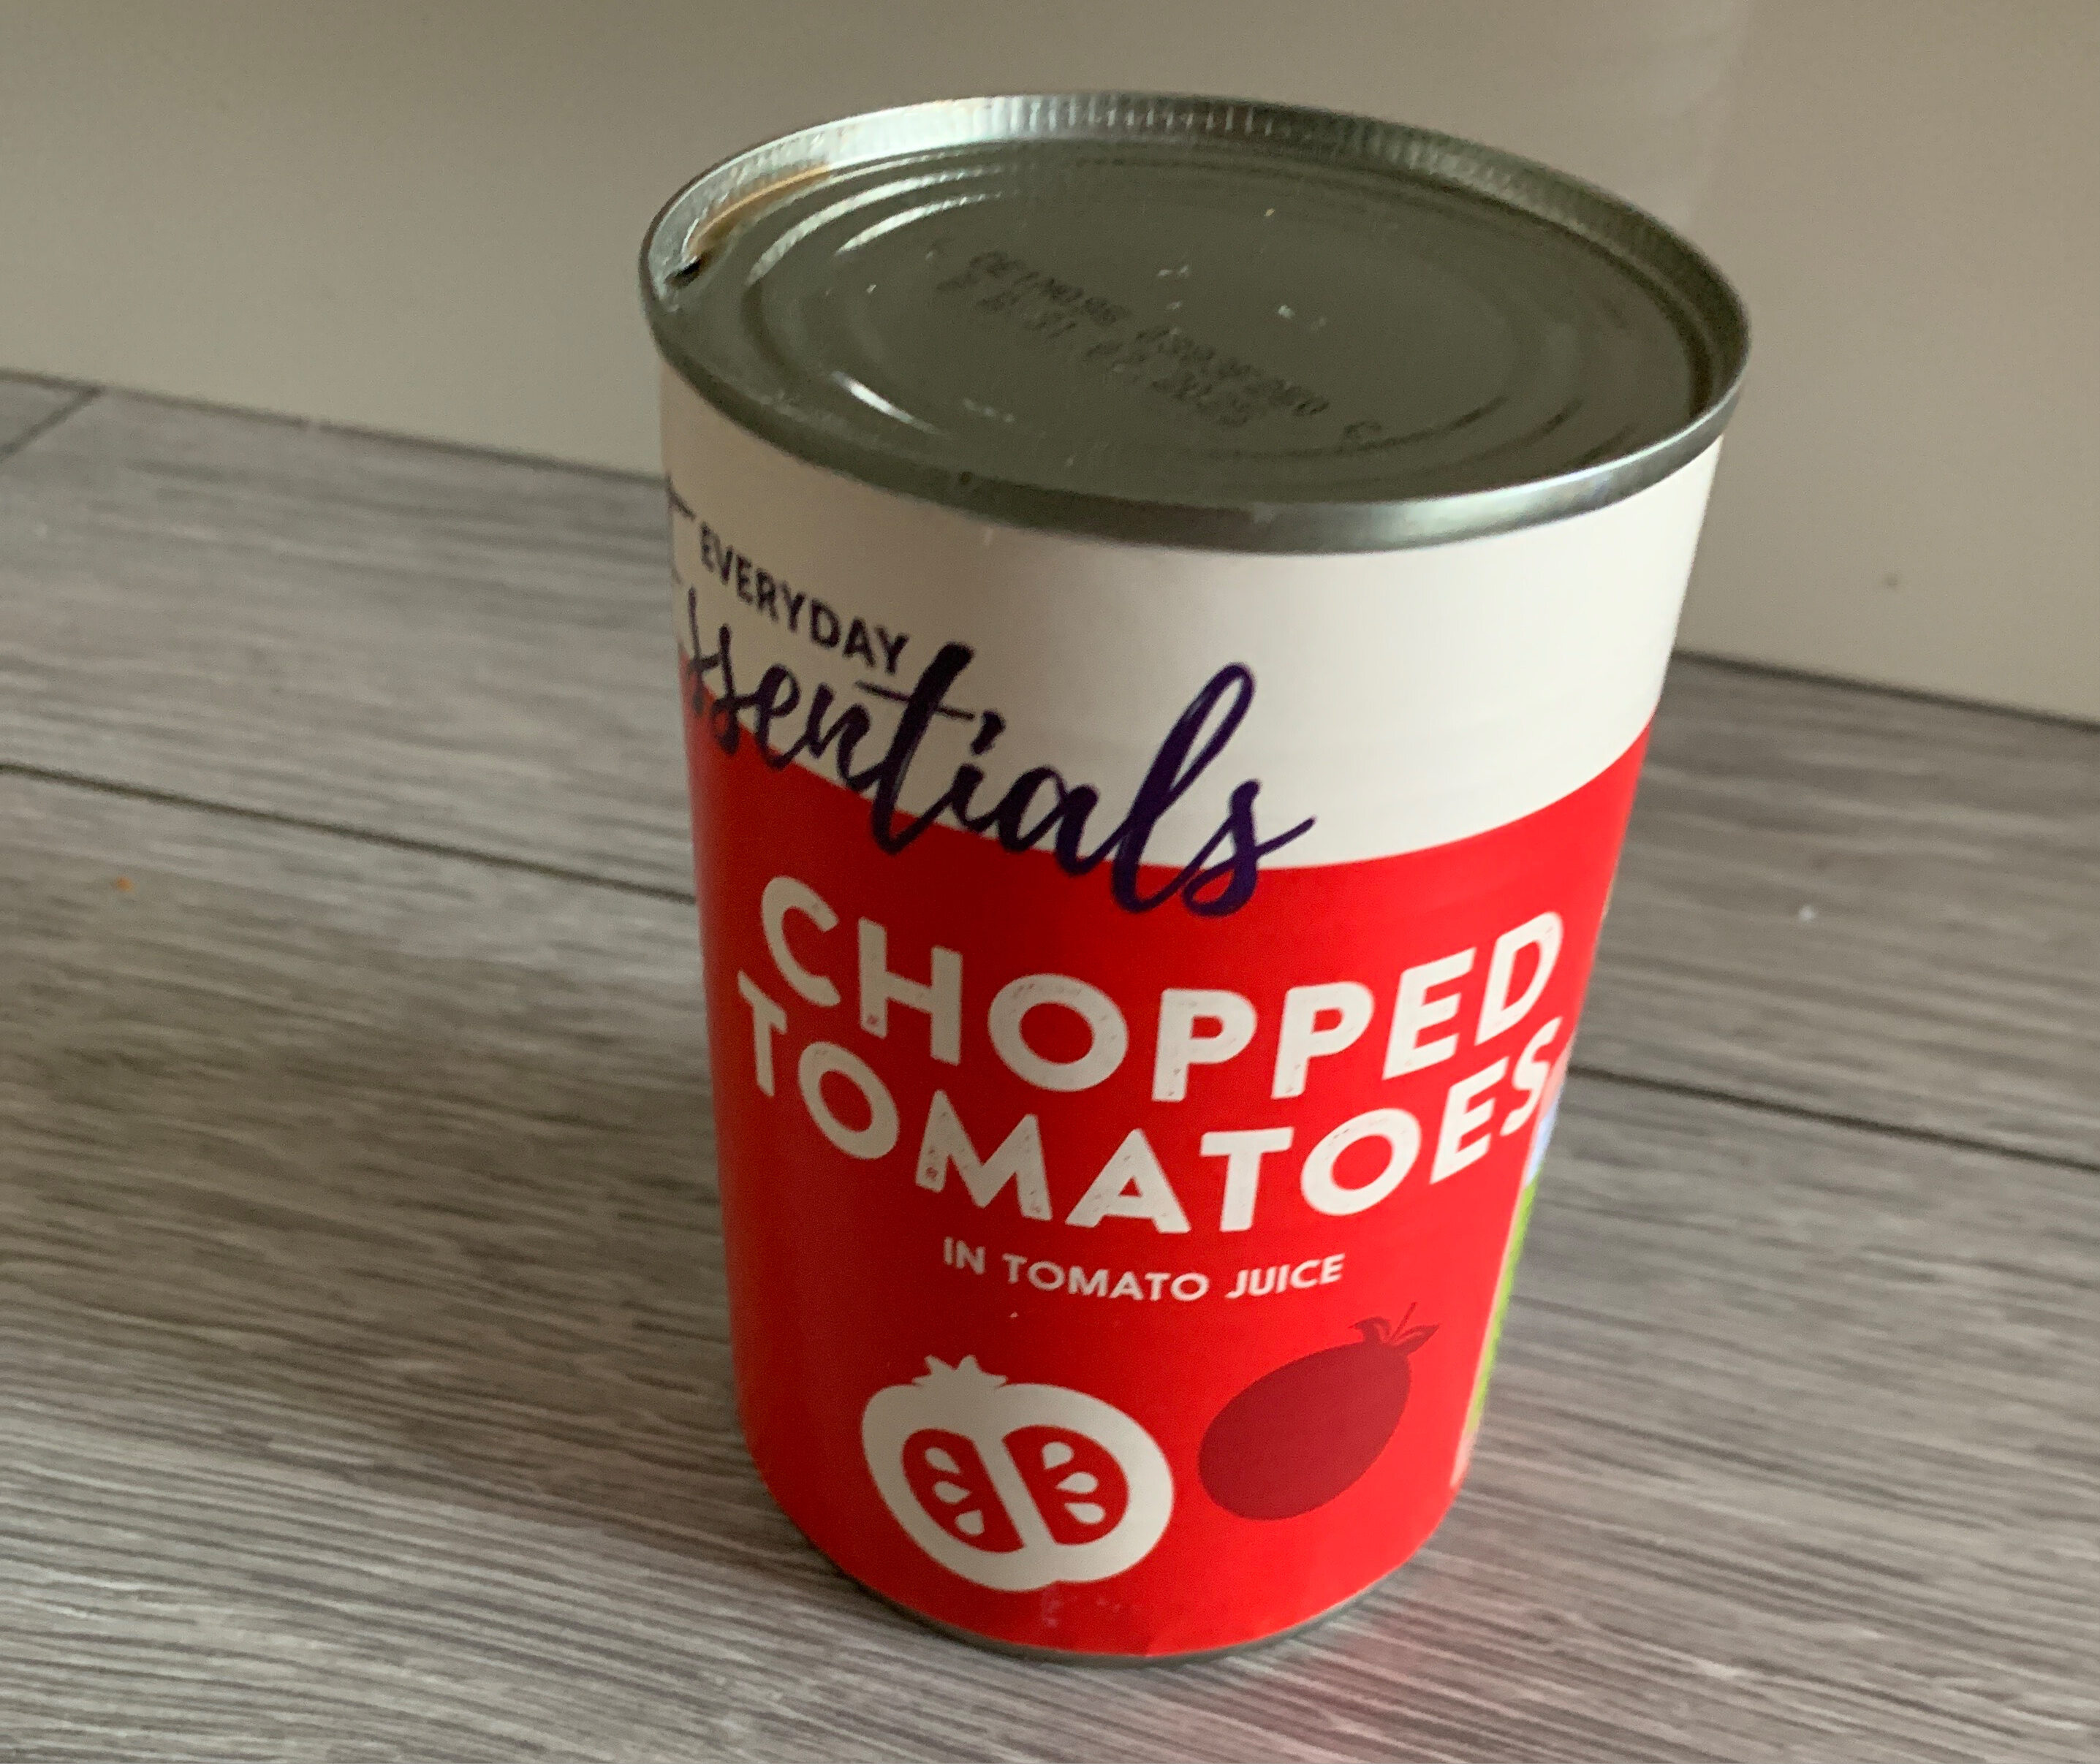 EVERYDAY
ssentials
CHOPPED
TOMATOES
IN TOMATO JUICE